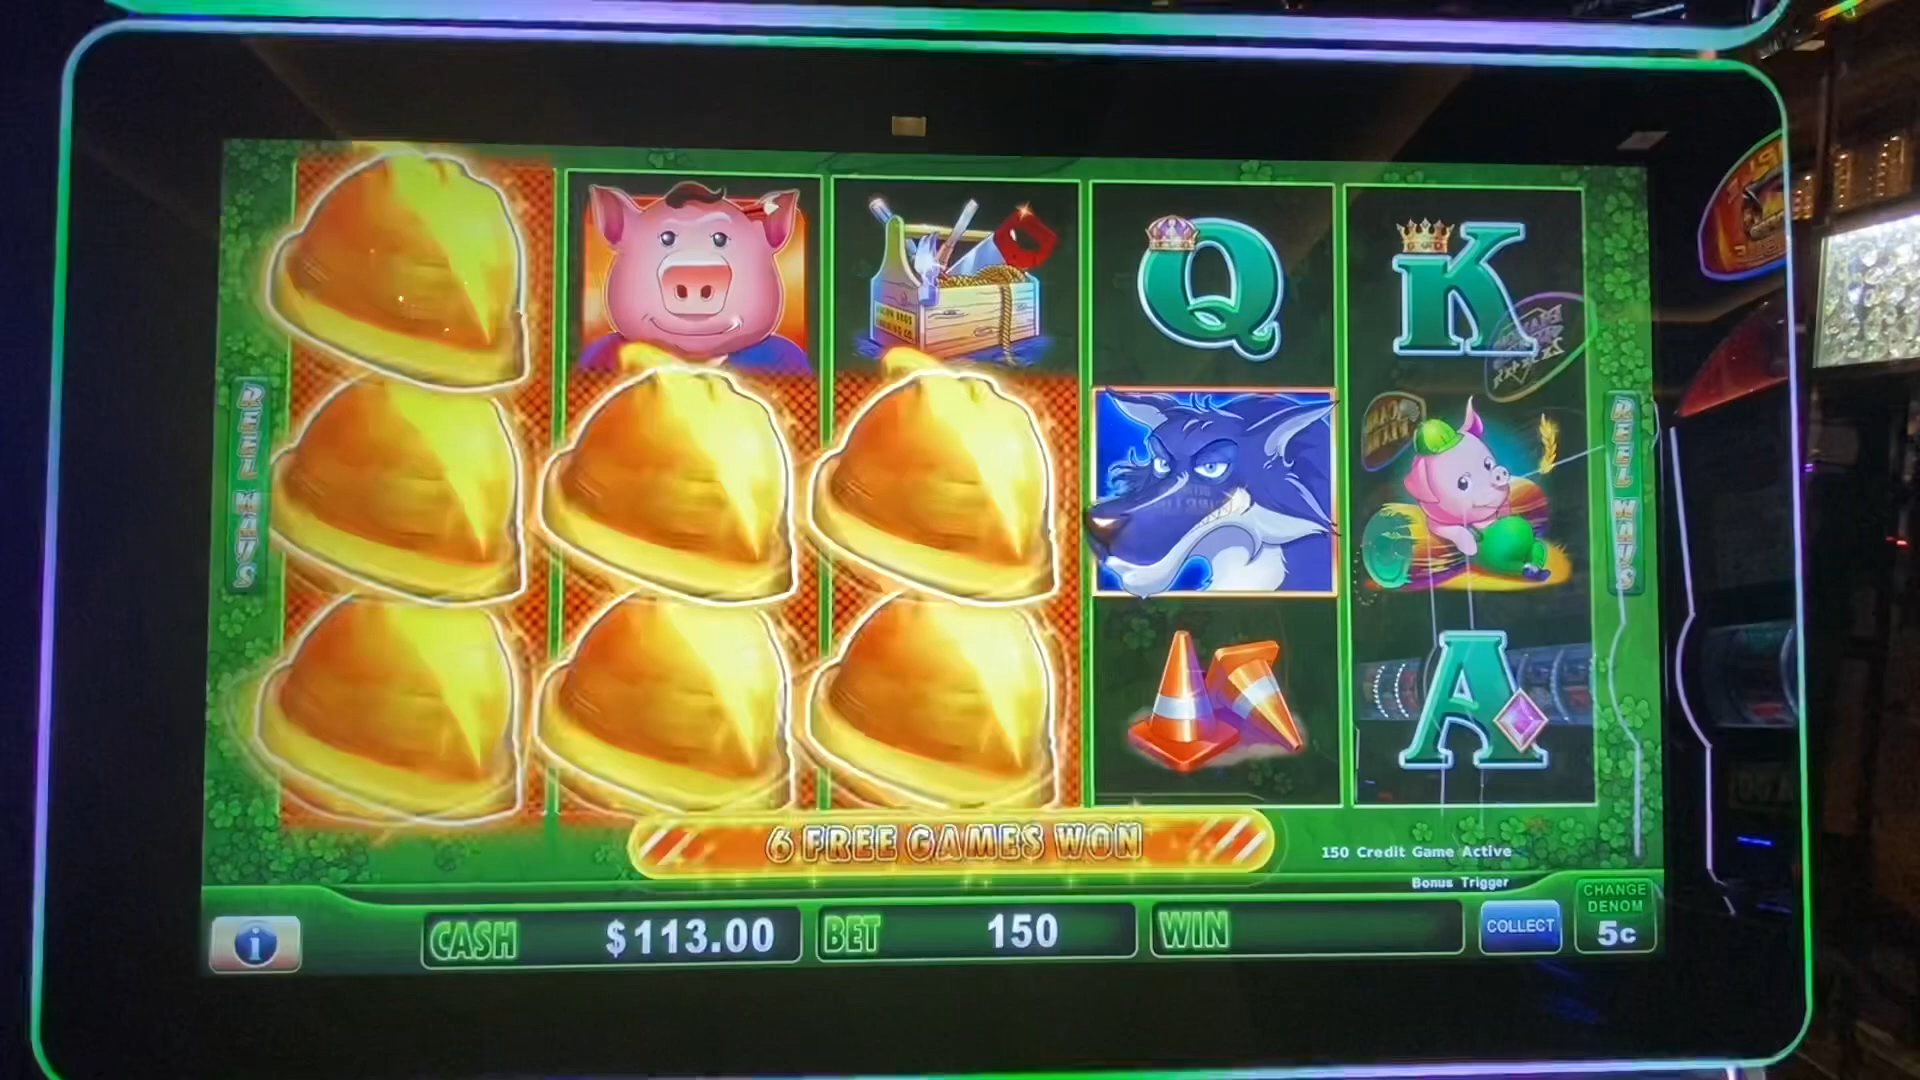 Q
K
REEL WAYS
REEL WAYS
A
6 FREE GAMES WON
150 Credit Game Active
Bonus Trigger
CHANGE
DENOM
CASH $113.00
BET 150
WIN
COLLECT
5c